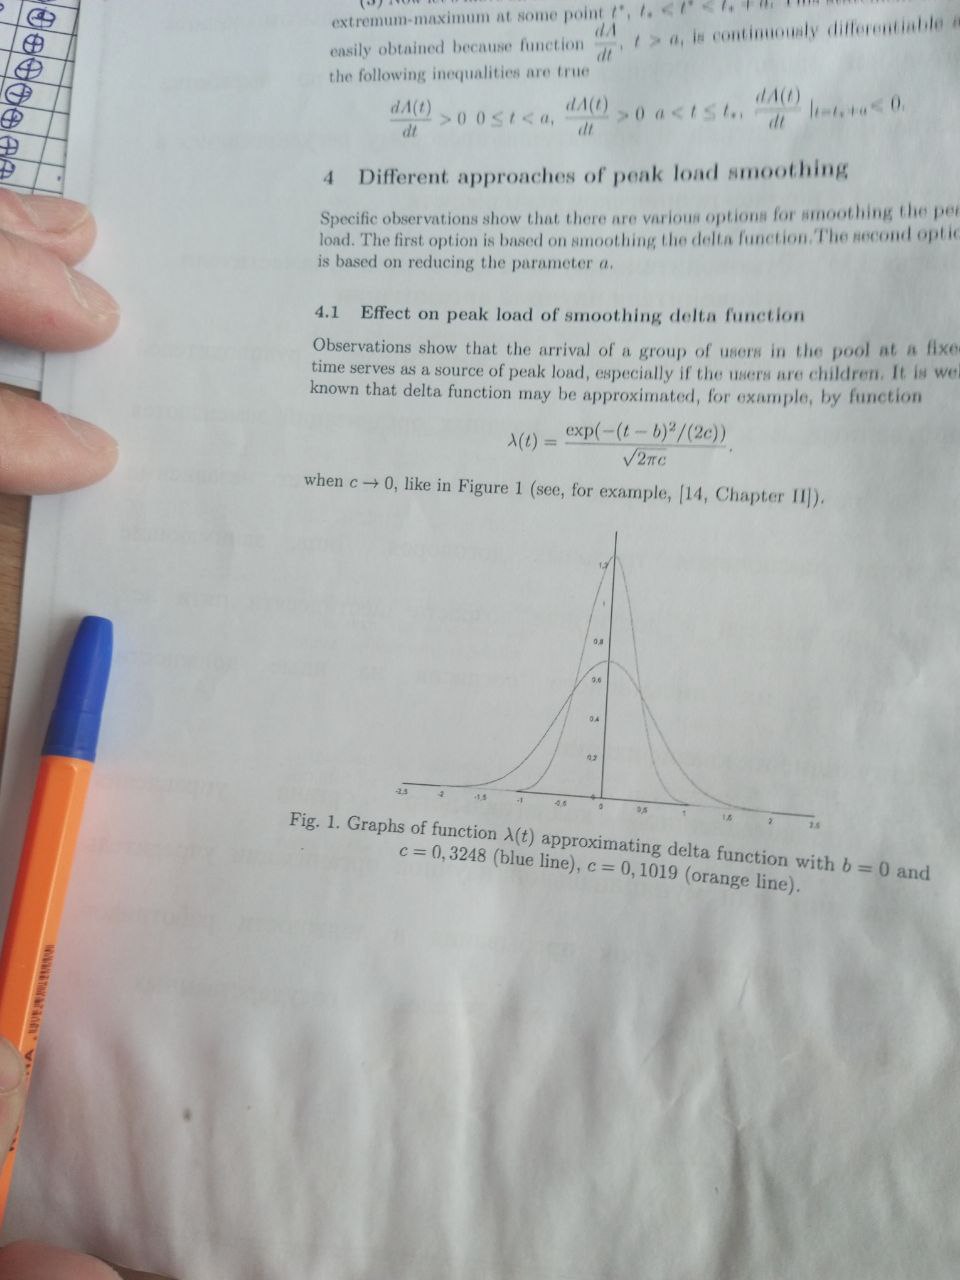 extremum-maximum at some point t*, t_* < t* < t_* + a.
easily obtained because function dA/dt, t > a, is continuously differentiable
the following inequalities are true
dA(t)/dt > 0 0 ≤ t < a, dA(t)/dt > 0 a < t ≤ t_*, dA(t)/dt |t=t_*+a < 0.
4 Different approaches of peak load smoothing
Specific observations show that there are various options for smoothing the
load. The first option is based on smoothing the delta function.The second
is based on reducing the parameter a.
4.1 Effect on peak load of smoothing delta function
Observations show that the arrival of a group of users in the pool at a
time serves as a source of peak load, especially if the users are children. It is
known that delta function may be approximated, for example, by function
λ(t) = exp(−(t − b)²/(2c)) / √2πc.
when c → 0, like in Figure 1 (see, for example, [14, Chapter II]).
1,2
1
0,8
0,6
0,4
0,2
0
-2,5 -2 -1,5 -1 -0,5 0 0,5 1 1,5 2 2,5
Fig. 1. Graphs of function λ(t) approximating delta function with b = 0 and
c = 0,3248 (blue line), c = 0,1019 (orange line).